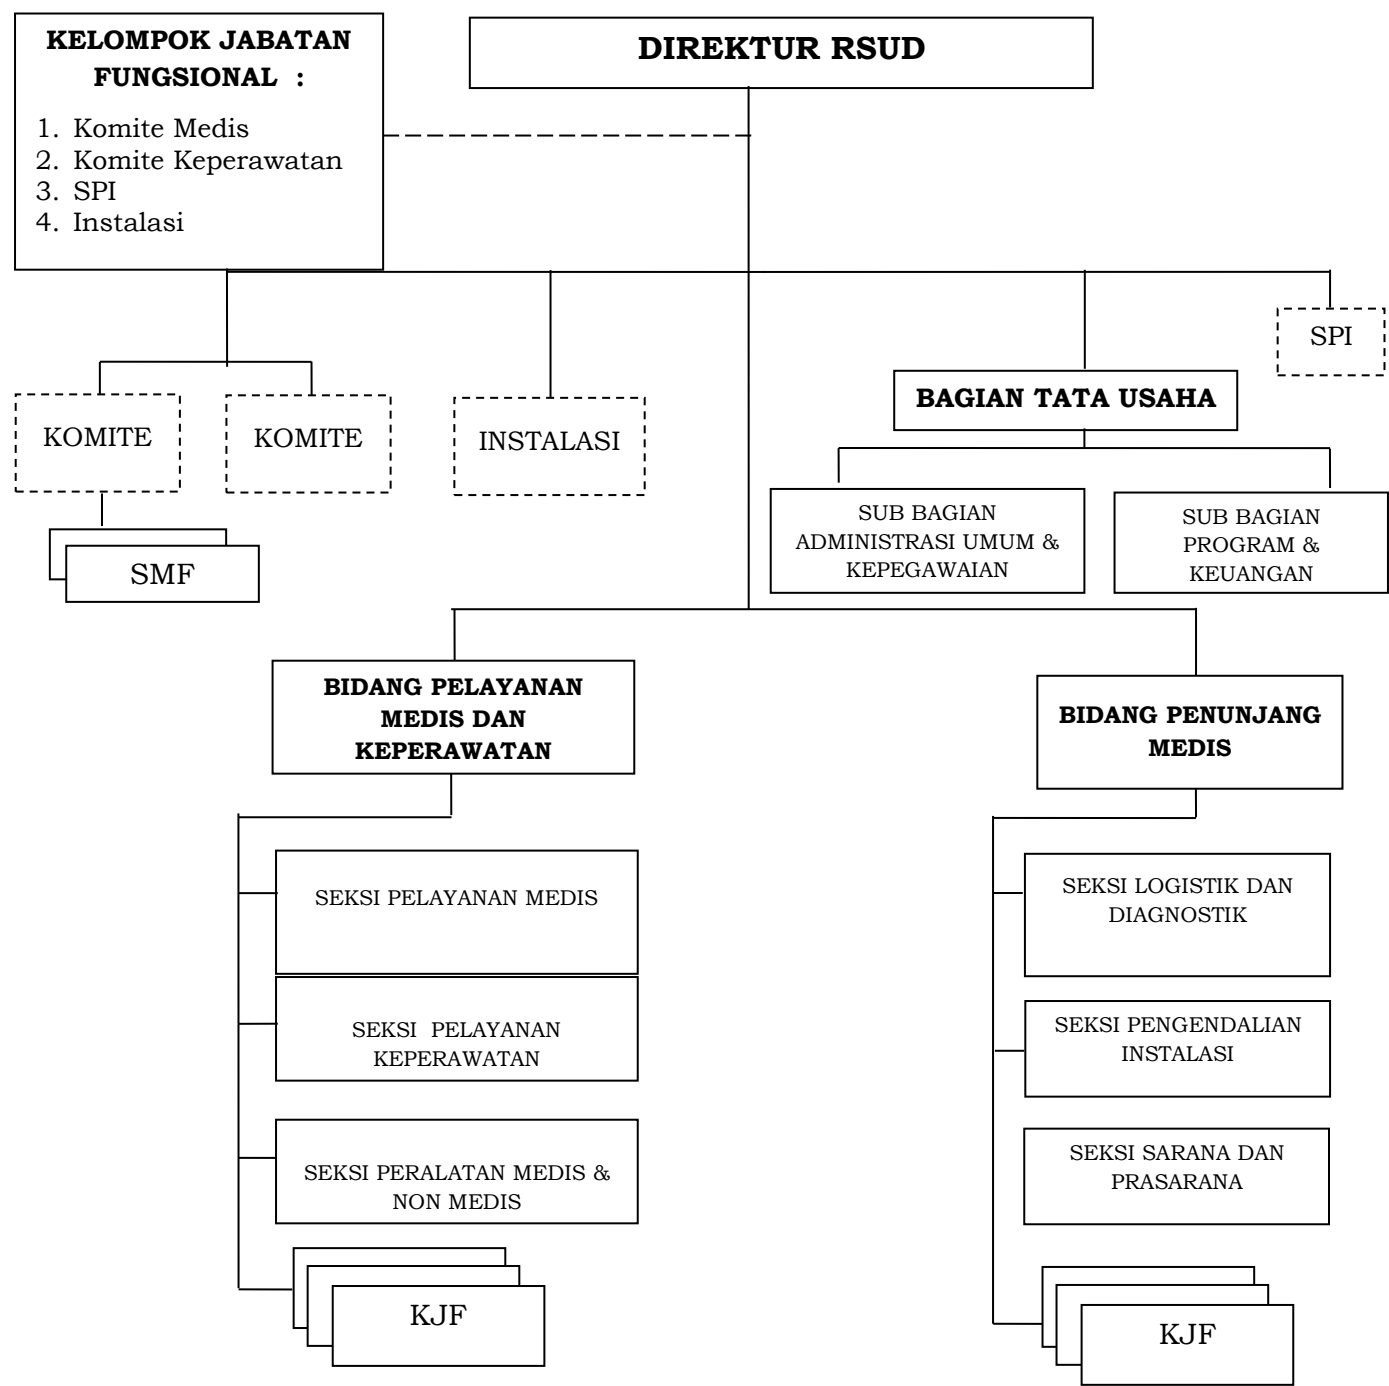 KELOMPOK JABATAN
FUNGSIONAL :
1. Komite Medis
2. Komite Keperawatan
3. SPI
4. Instalasi
DIREKTUR RSUD
SPI
BAGIAN TATA USAHA
KOMITE
KOMITE
INSTALASI
SUB BAGIAN
ADMINISTRASI UMUM &
KEPEGAWAIAN
SUB BAGIAN
PROGRAM &
KEUANGAN
SMF
BIDANG PELAYANAN
MEDIS DAN
KEPERAWATAN
BIDANG PENUNJANG
MEDIS
SEKSI PELAYANAN MEDIS
SEKSI PELAYANAN
KEPERAWATAN
SEKSI PERALATAN MEDIS &
NON MEDIS
KJF
SEKSI LOGISTIK DAN
DIAGNOSTIK
SEKSI PENGENDALIAN
INSTALASI
SEKSI SARANA DAN
PRASARANA
KJF